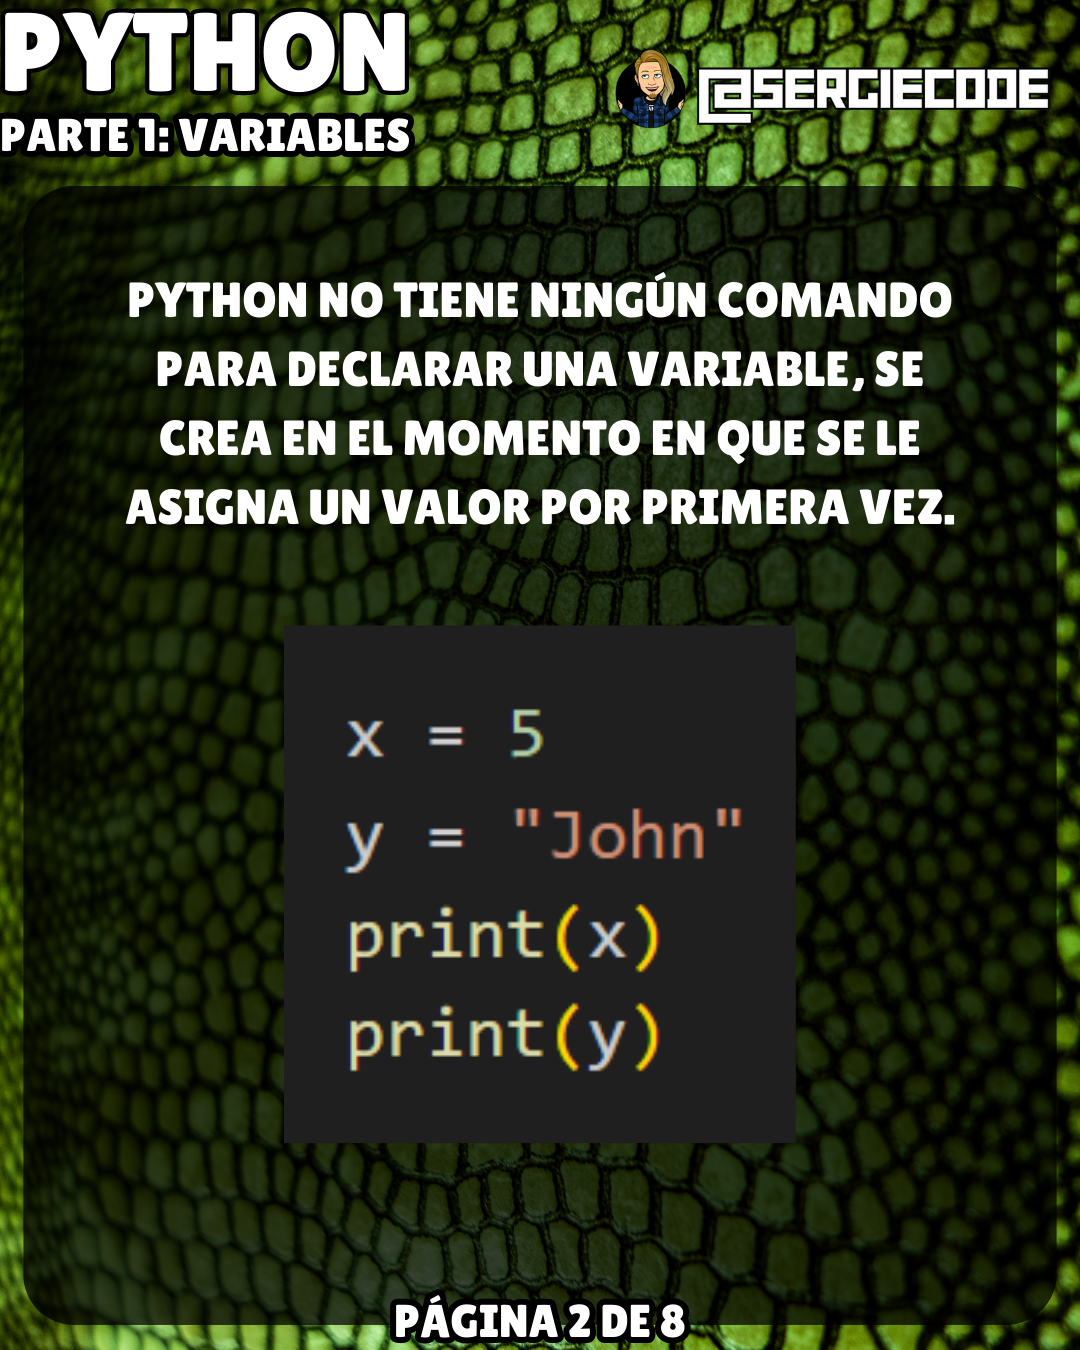 PYTHON
PARTE 1: VARIABLES
@SERGIECODE
PYTHON NO TIENE NINGÚN COMANDO
PARA DECLARAR UNA VARIABLE, SE
CREA EN EL MOMENTO EN QUE SE LE
ASIGNA UN VALOR POR PRIMERA VEZ.
x = 5
y = "John"
print(x)
print(y)
PÁGINA 2 DE 8